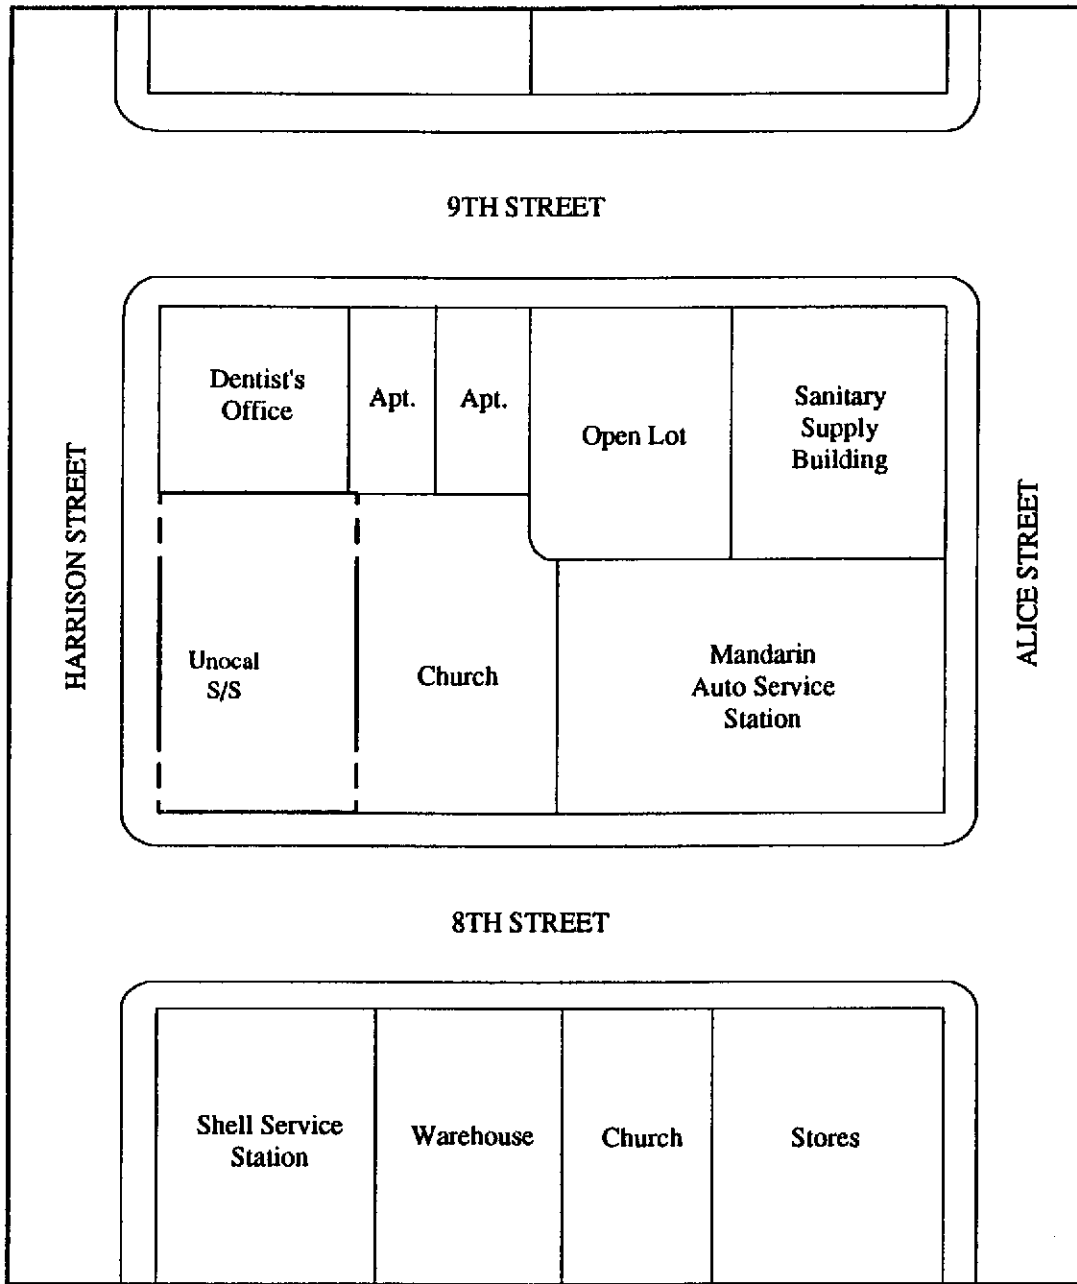 9TH STREET
Dentist's
Office
Apt.
Apt.
Open Lot
Sanitary
Supply
Building
HARRISON STREET
ALICE STREET
Unocal
S/S
Church
Mandarin
Auto Service
Station
8TH STREET
Shell Service
Station
Warehouse
Church
Stores